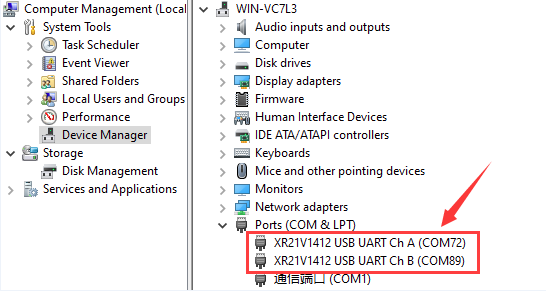 Computer Management (Local
System Tools
Task Scheduler
Event Viewer
Shared Folders
Local Users and Groups
Performance
Device Manager
Storage
Disk Management
Services and Applications
WIN-VC7L3
Audio inputs and outputs
Computer
Disk drives
Display adapters
Firmware
Human Interface Devices
IDE ATA/ATAPI controllers
Keyboards
Mice and other pointing devices
Monitors
Network adapters
Ports (COM & LPT)
XR21V1412 USB UART Ch A (COM72)
XR21V1412 USB UART Ch B (COM89)
通信端口 (COM1)